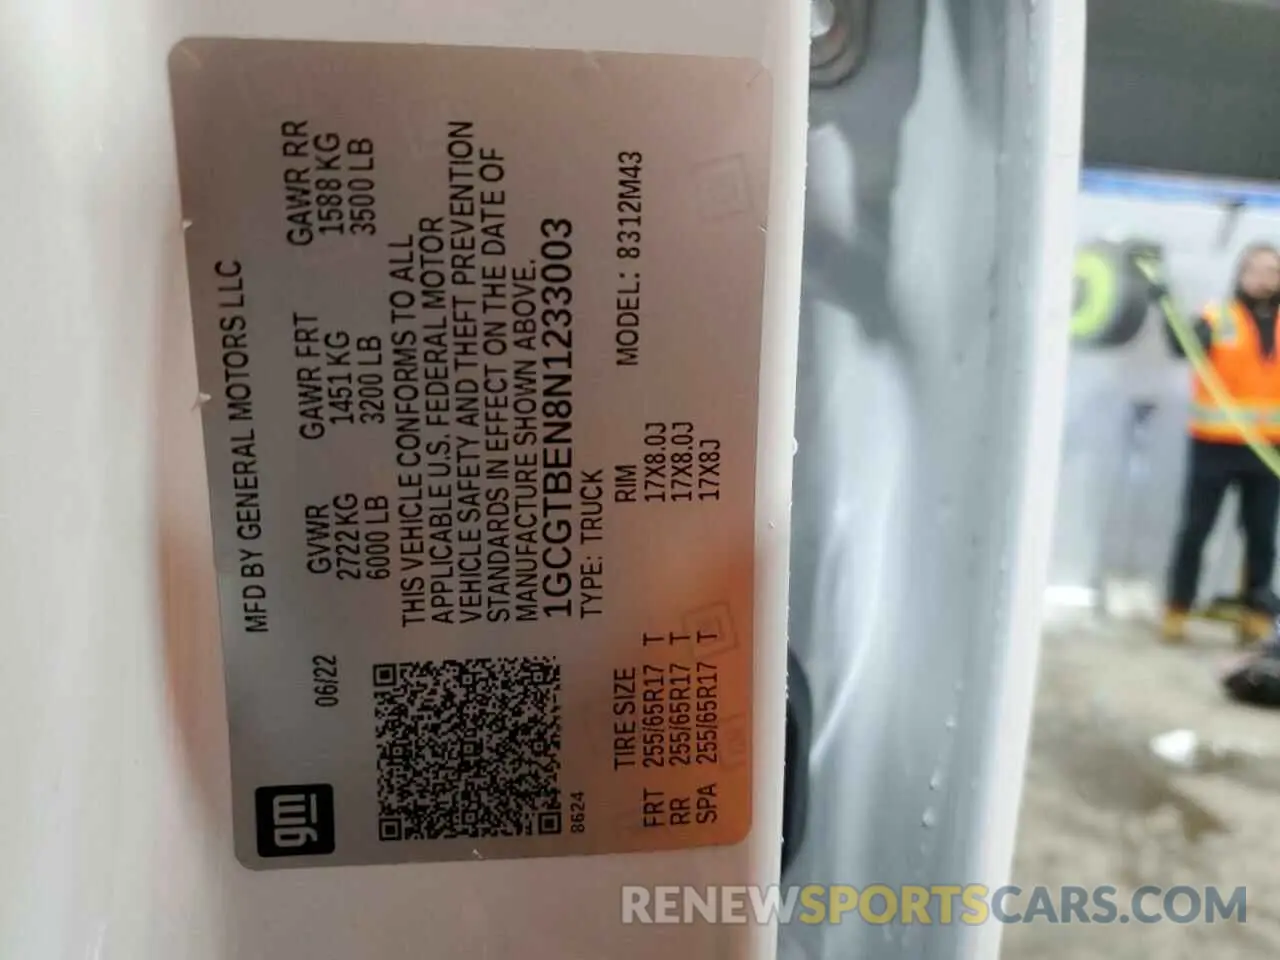 MFD BY GENERAL MOTORS LLC
06/22
GVWR GAWR FRT GAWR RR
2722 KG 1451 KG 1588 KG
6000 LB 3200 LB 3500 LB
THIS VEHICLE CONFORMS TO ALL
APPLICABLE U.S. FEDERAL MOTOR
VEHICLE SAFETY AND THEFT PREVENTION
STANDARDS IN EFFECT ON THE DATE OF
MANUFACTURE SHOWN ABOVE.
1GCGTBEN8N1233003
TYPE: TRUCK MODEL: 8312M43
gm
8624
TIRE SIZE RIM
FRT 255/65R17 T 17X8.0J
RR 255/65R17 T 17X8.0J
SPA 255/65R17 T 17X8J
RENEWSPORTSCARS.COM